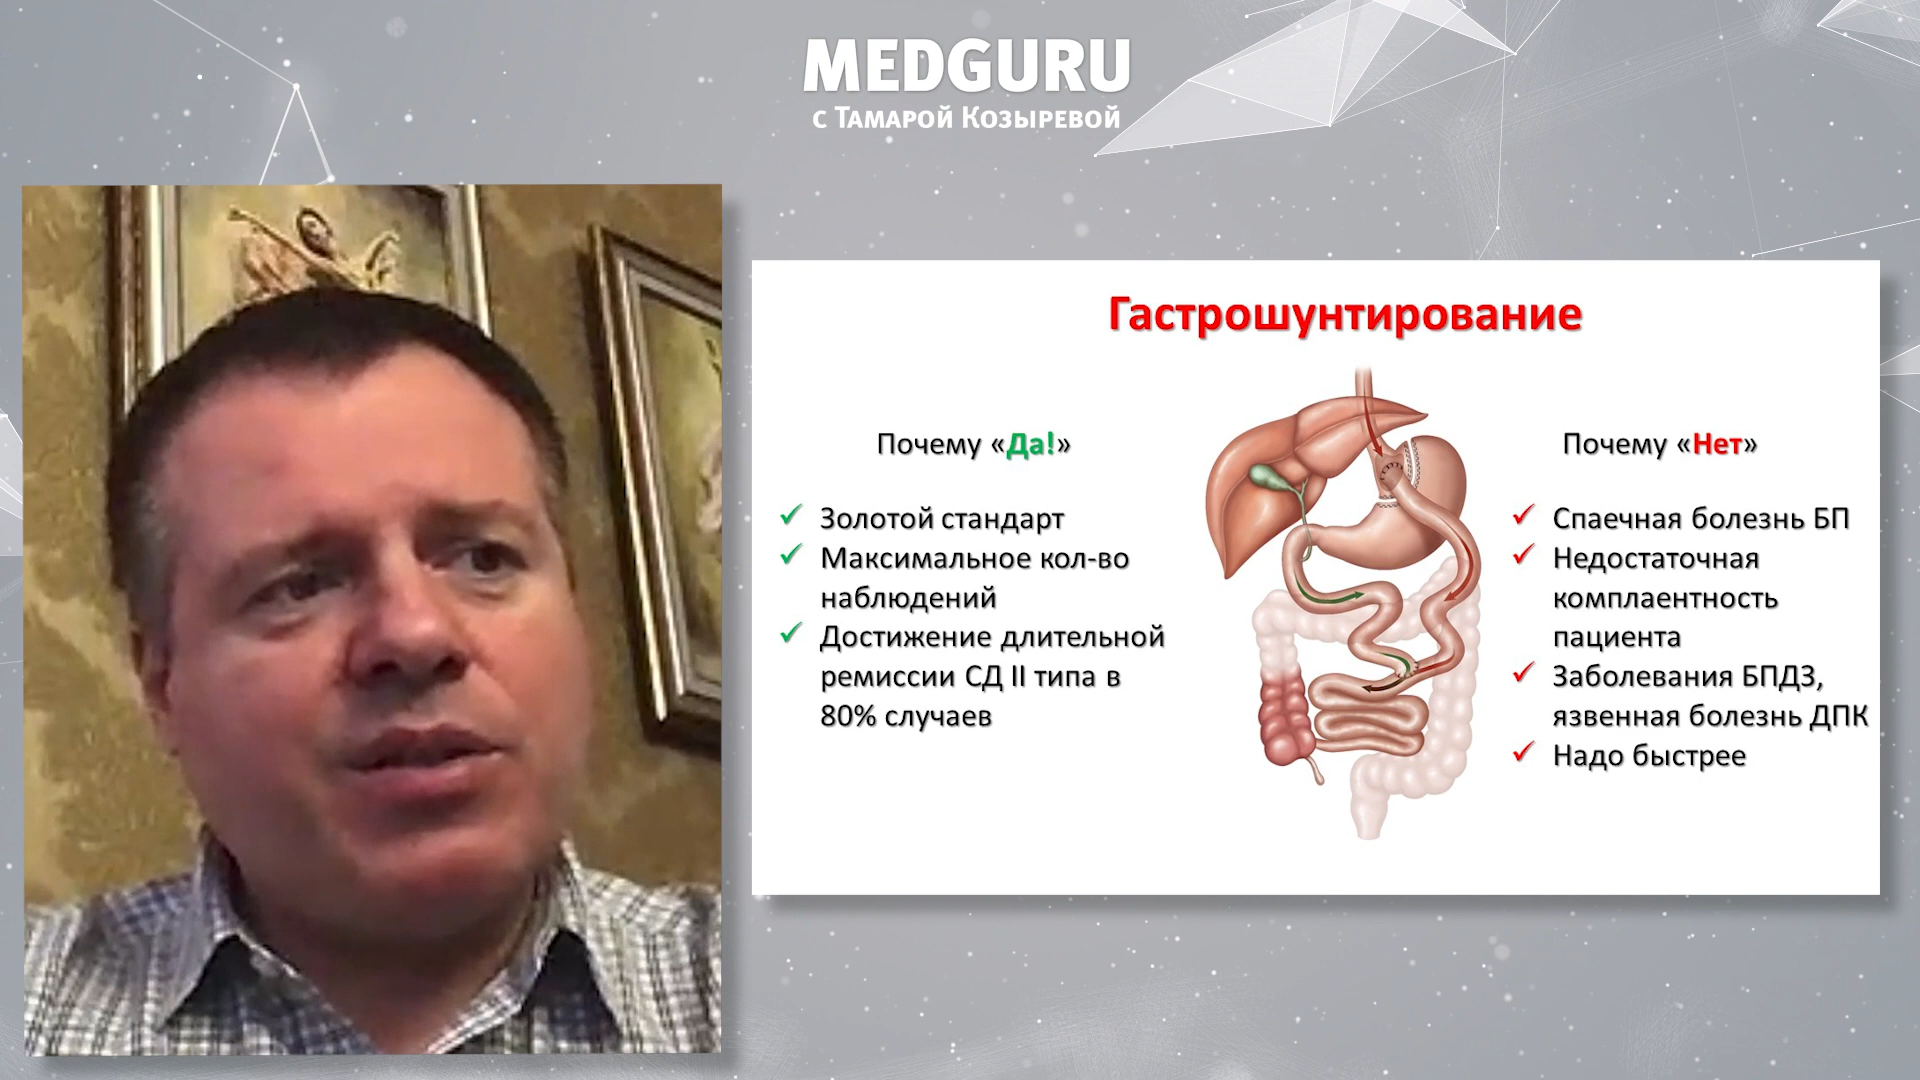 MEDGURU
с Тамарой Козыревой
Гастрошунтирование
Почему «Да!»
Золотой стандарт
Максимальное кол-во
наблюдений
Достижение длительной
ремиссии СД II типа в
80% случаев
Почему «Нет»
Спаечная болезнь БП
Недостаточная
комплаентность
пациента
Заболевания БПДЗ,
язвенная болезнь ДПК
Надо быстрее